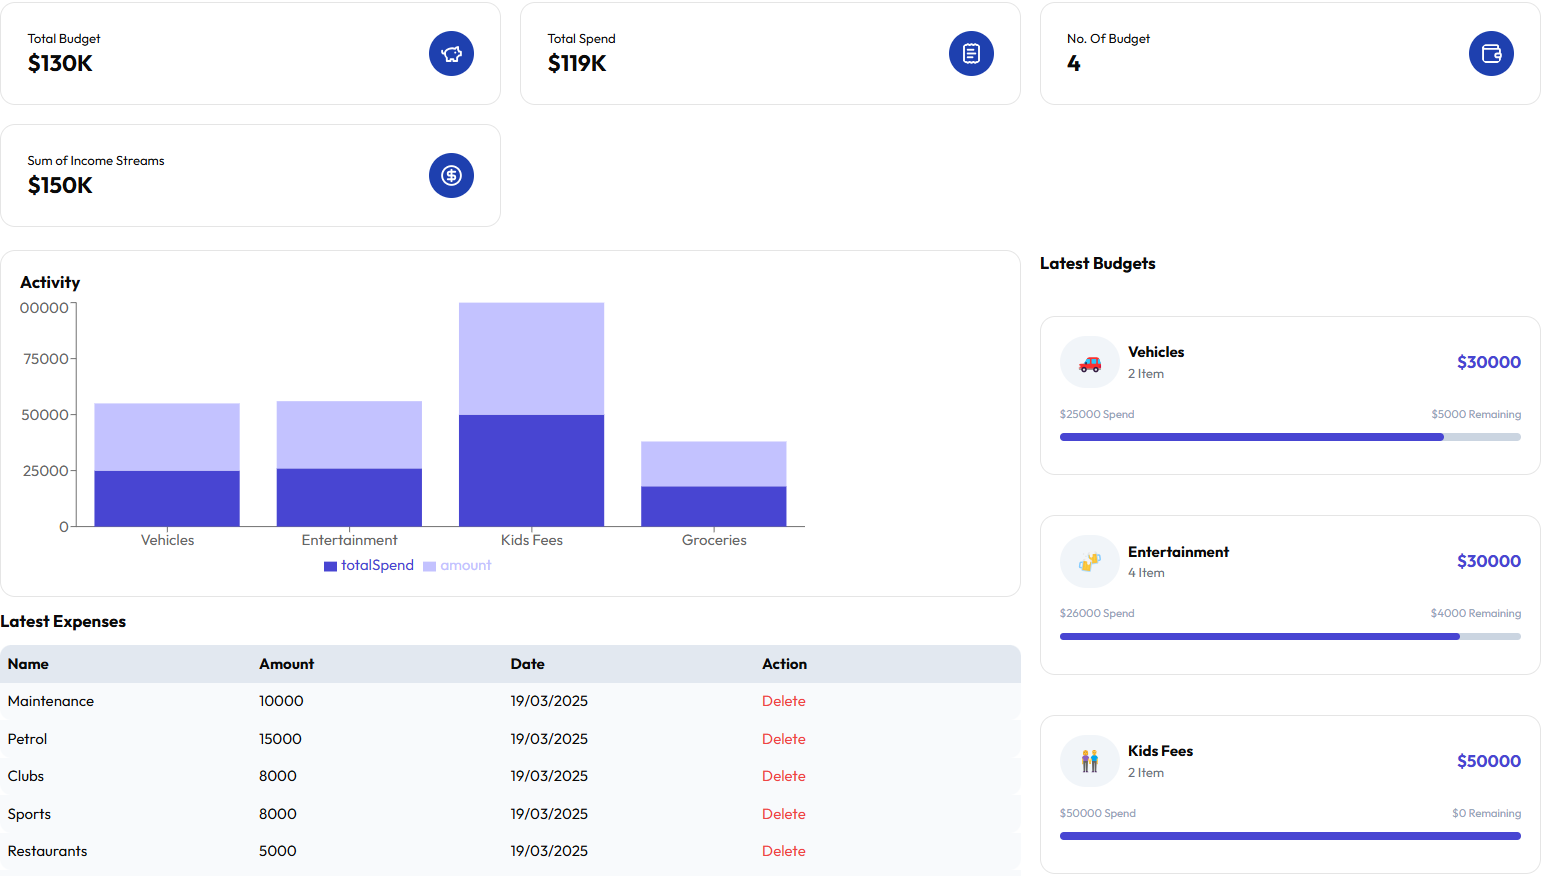 Total Budget
$130K
Total Spend
$119K
No. Of Budget
4
Sum of Income Streams
$150K
Activity
00000
75000
50000
25000
0
Vehicles Entertainment Kids Fees Groceries
totalSpend amount
Latest Expenses
Name Amount Date Action
Maintenance 10000 19/03/2025 Delete
Petrol 15000 19/03/2025 Delete
Clubs 8000 19/03/2025 Delete
Sports 8000 19/03/2025 Delete
Restaurants 5000 19/03/2025 Delete
Latest Budgets
Vehicles
2 Item
$30000
$25000 Spend $5000 Remaining
Entertainment
4 Item
$30000
$26000 Spend $4000 Remaining
Kids Fees
2 Item
$50000
$50000 Spend $0 Remaining